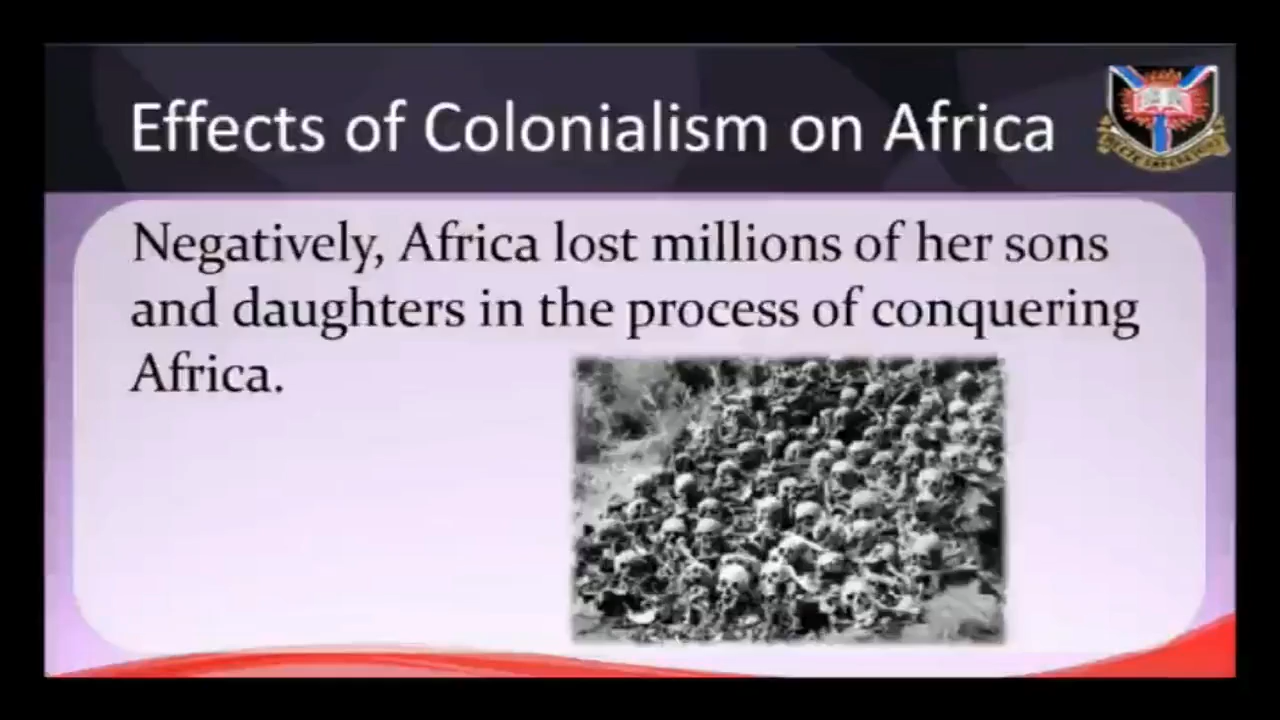 Effects of Colonialism on Africa
Negatively, Africa lost millions of her sons
and daughters in the process of conquering
Africa.